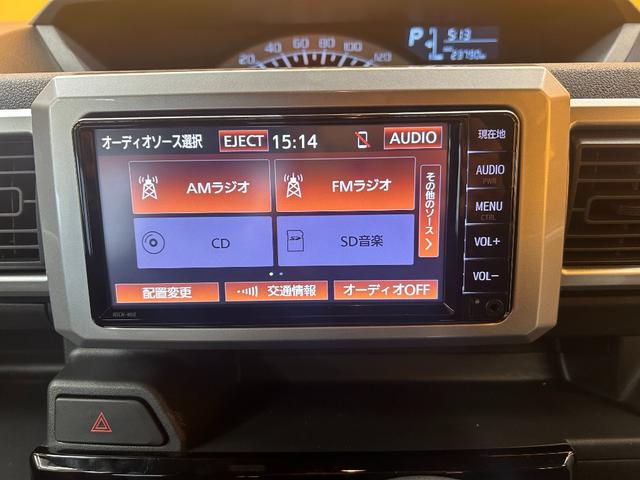 P 5:13
20 40 60 80 100 120
オーディオソース選択 EJECT 15:14 AUDIO
AMラジオ FMラジオ
CD SD音楽
その他のソース
配置変更 交通情報 オーディオOFF
現在地
AUDIO
PWR
MENU
CTRL
VOL+
VOL−